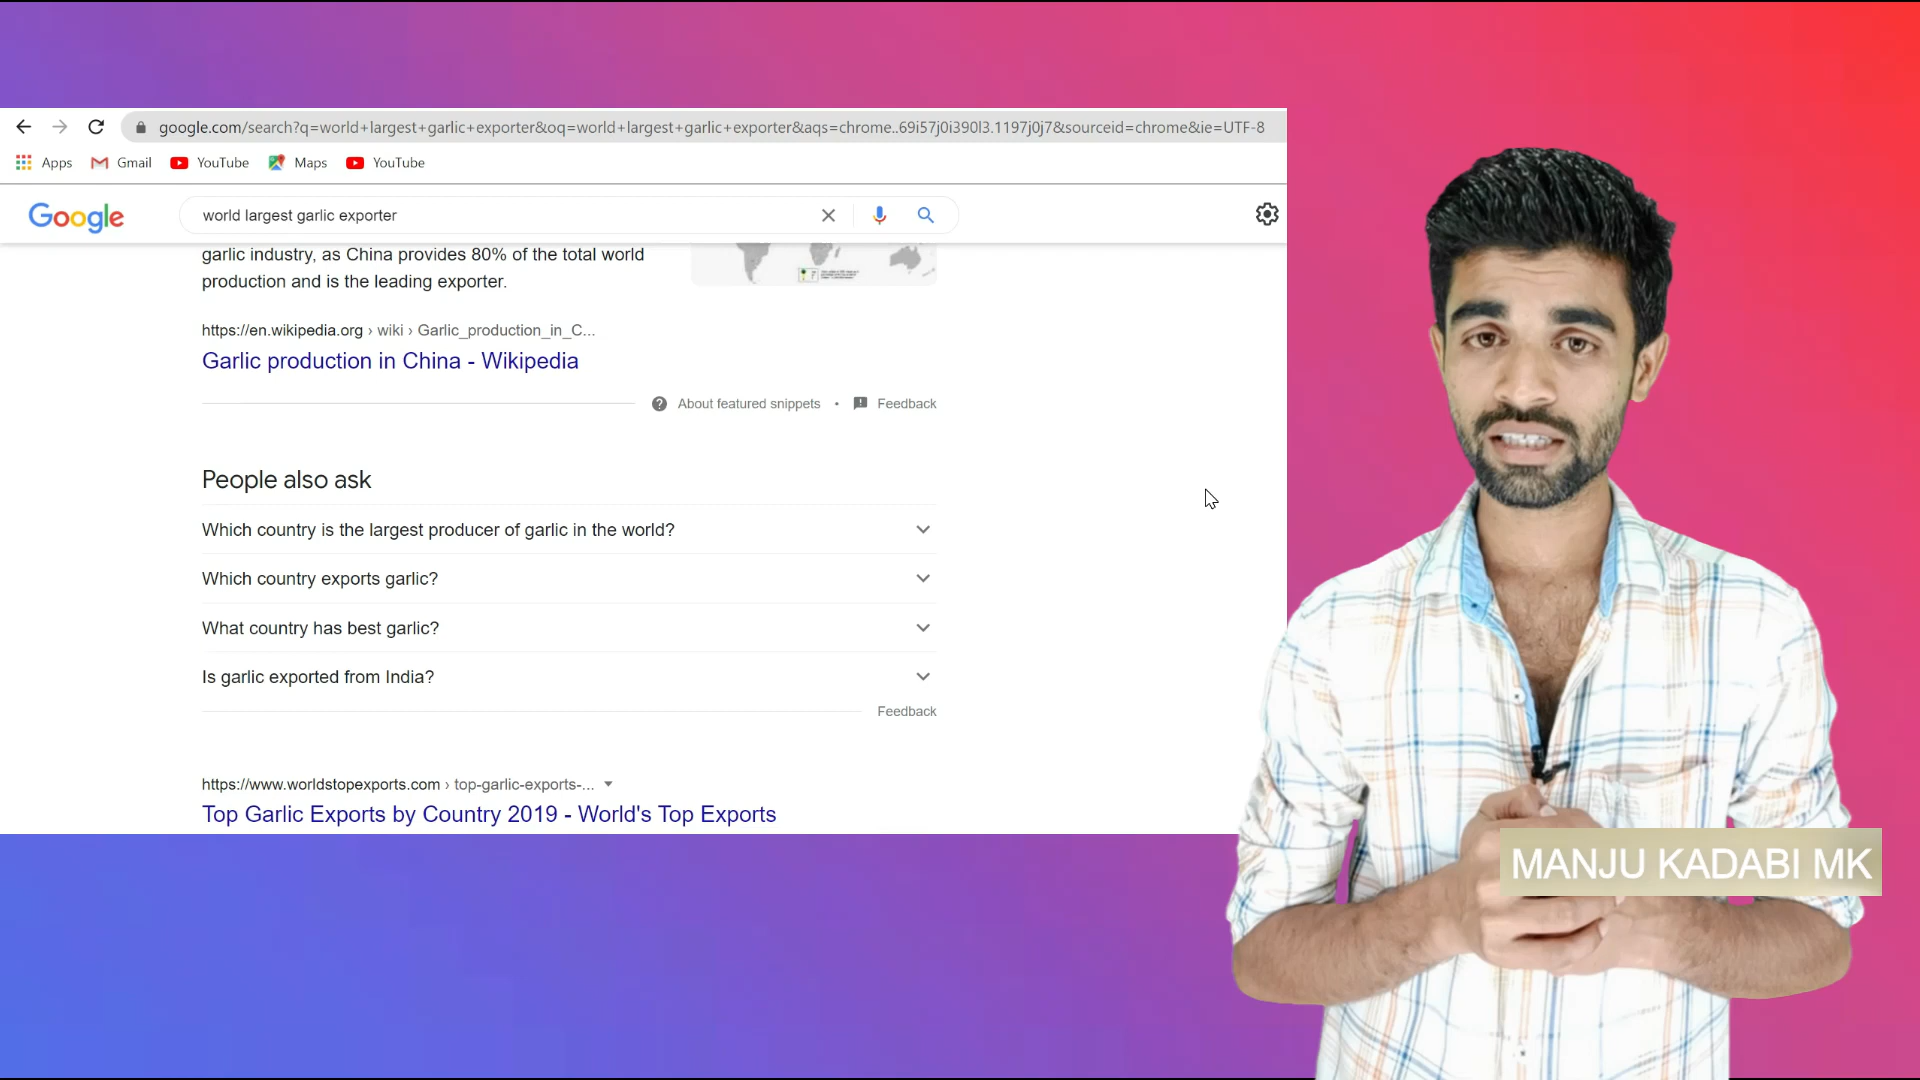 google.com/search?q=world+largest+garlic+exporter&oq=world+largest+garlic+exporter&aqs=chrome..69i57j0i390l3.1197j0j7&sourceid=chrome&ie=UTF-8
Apps Gmail YouTube Maps YouTube
Google world largest garlic exporter
garlic industry, as China provides 80% of the total world
production and is the leading exporter.
https://en.wikipedia.org › wiki › Garlic_production_in_C...
Garlic production in China - Wikipedia
About featured snippets • Feedback
People also ask
Which country is the largest producer of garlic in the world?
Which country exports garlic?
What country has best garlic?
Is garlic exported from India?
Feedback
https://www.worldstopexports.com › top-garlic-exports-...
Top Garlic Exports by Country 2019 - World's Top Exports
MANJU KADABI MK